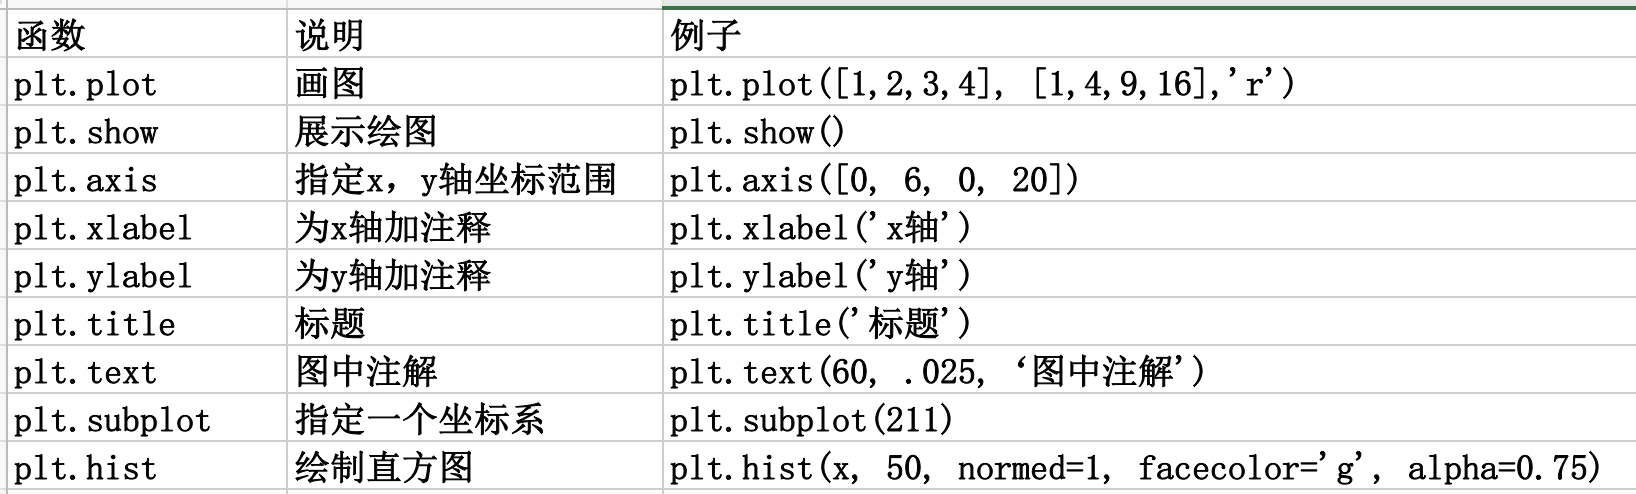 函数 说明 例子
plt.plot 画图 plt.plot([1,2,3,4], [1,4,9,16],'r')
plt.show 展示绘图 plt.show()
plt.axis 指定x，y轴坐标范围 plt.axis([0, 6, 0, 20])
plt.xlabel 为x轴加注释 plt.xlabel('x轴')
plt.ylabel 为y轴加注释 plt.ylabel('y轴')
plt.title 标题 plt.title('标题')
plt.text 图中注解 plt.text(60, .025, ‘图中注解')
plt.subplot 指定一个坐标系 plt.subplot(211)
plt.hist 绘制直方图 plt.hist(x, 50, normed=1, facecolor='g', alpha=0.75)